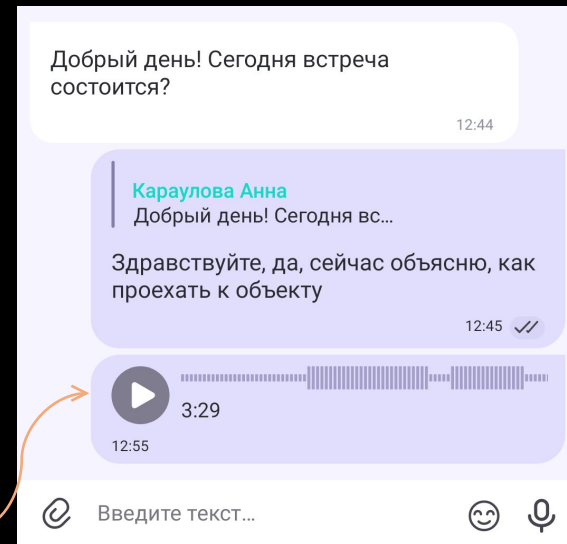 Добрый день! Сегодня встреча
состоится?
12:44
Караулова Анна
Добрый день! Сегодня вс...
Здравствуйте, да, сейчас объясню, как
проехать к объекту
12:45
3:29
12:55
Введите текст...